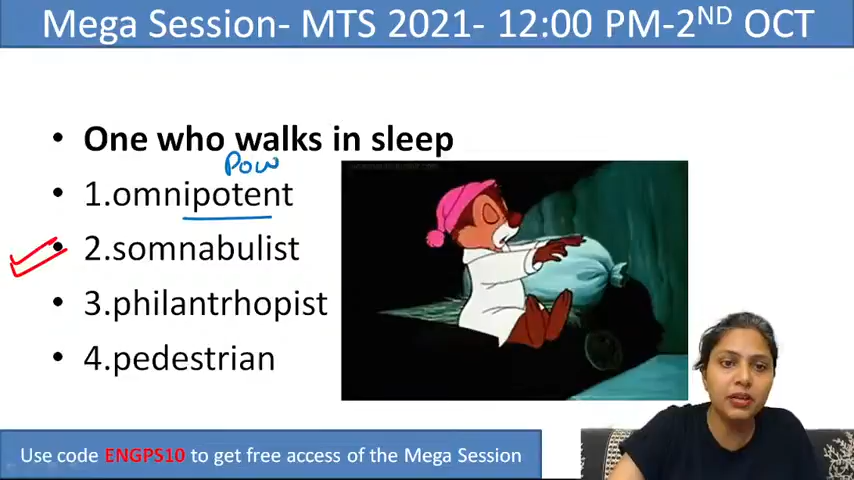 Mega Session- MTS 2021- 12:00 PM-2ND OCT
• One who walks in sleep
Pow
• 1.omnipotent
• 2.somnabulist
• 3.philantrhopist
• 4.pedestrian
Use code ENGPS10 to get free access of the Mega Session